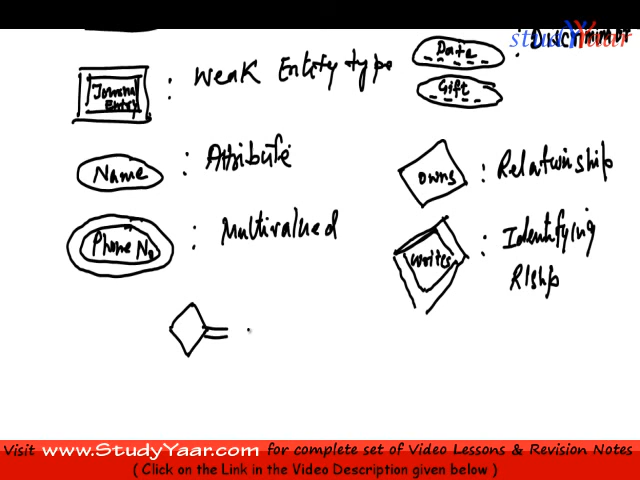 StudyYaar
Date
Gift
: Discriminator
Journal
Entry
: Weak Entity type
Name
: Attribute
owns
: Relationship
Phone No
: Multivalued
writes
: Identifying
Rlship
Visit www.StudyYaar.com for complete set of Video Lessons & Revision Notes
( Click on the Link in the Video Description given below )